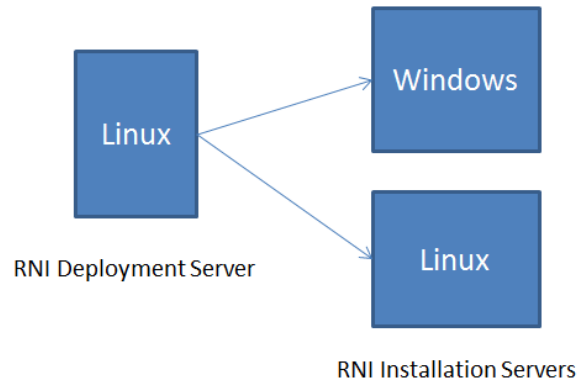 Linux
RNI Deployment Server
Windows
Linux
RNI Installation Servers